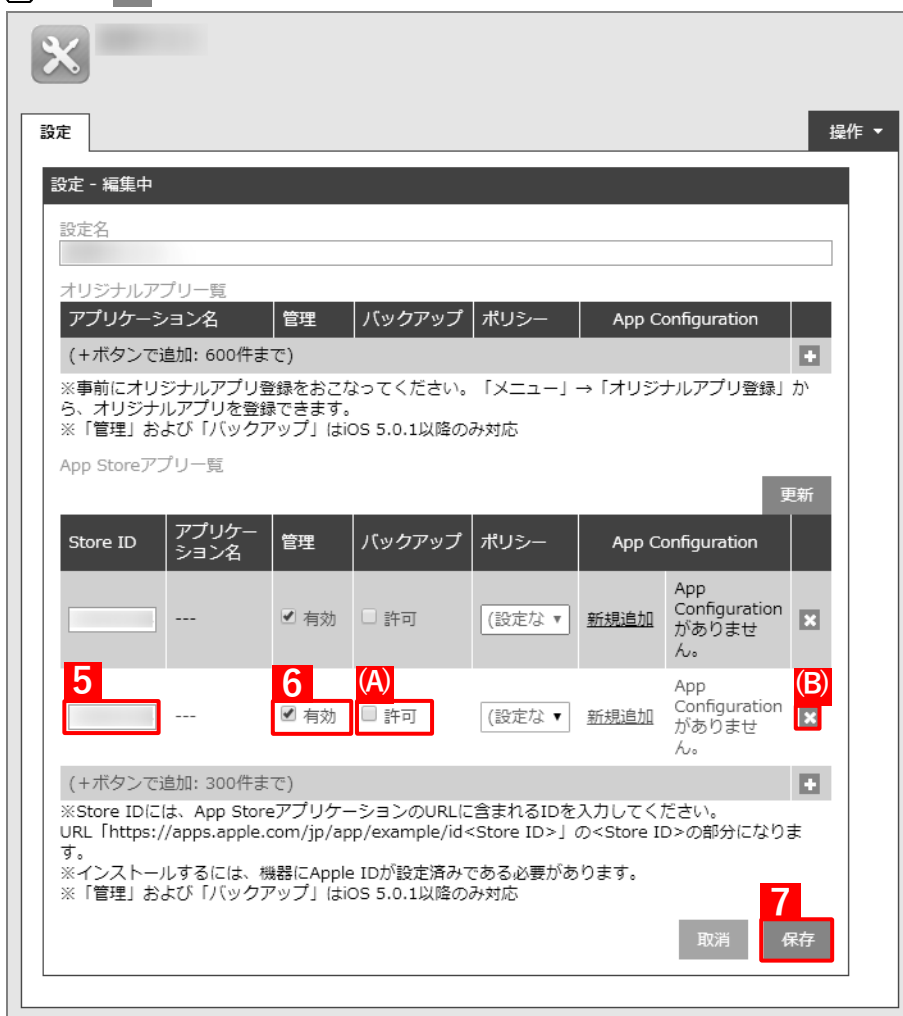 設定
操作 ▼
設定 - 編集中
設定名
オリジナルアプリ一覧
アプリケーション名 管理 バックアップ ポリシー App Configuration
(+ボタンで追加: 600件まで)
※事前にオリジナルアプリ登録をおこなってください。「メニュー」→「オリジナルアプリ登録」か
ら、オリジナルアプリを登録できます。
※「管理」および「バックアップ」はiOS 5.0.1以降のみ対応
App Storeアプリ一覧
更新
Store ID アプリケー
ション名 管理 バックアップ ポリシー App Configuration
--- 有効 許可 (設定な ▼ 新規追加 App
Configuration
がありませ
ん。
5 6 (A) (B)
--- 有効 許可 (設定な ▼ 新規追加 App
Configuration
がありませ
ん。
(+ボタンで追加: 300件まで)
※Store IDには、App StoreアプリケーションのURLに含まれるIDを入力してください。
URL「https://apps.apple.com/jp/app/example/id<Store ID>」の<Store ID>の部分になりま
す。
※インストールするには、機器にApple IDが設定済みである必要があります。
※「管理」および「バックアップ」はiOS 5.0.1以降のみ対応
7
取消 保存